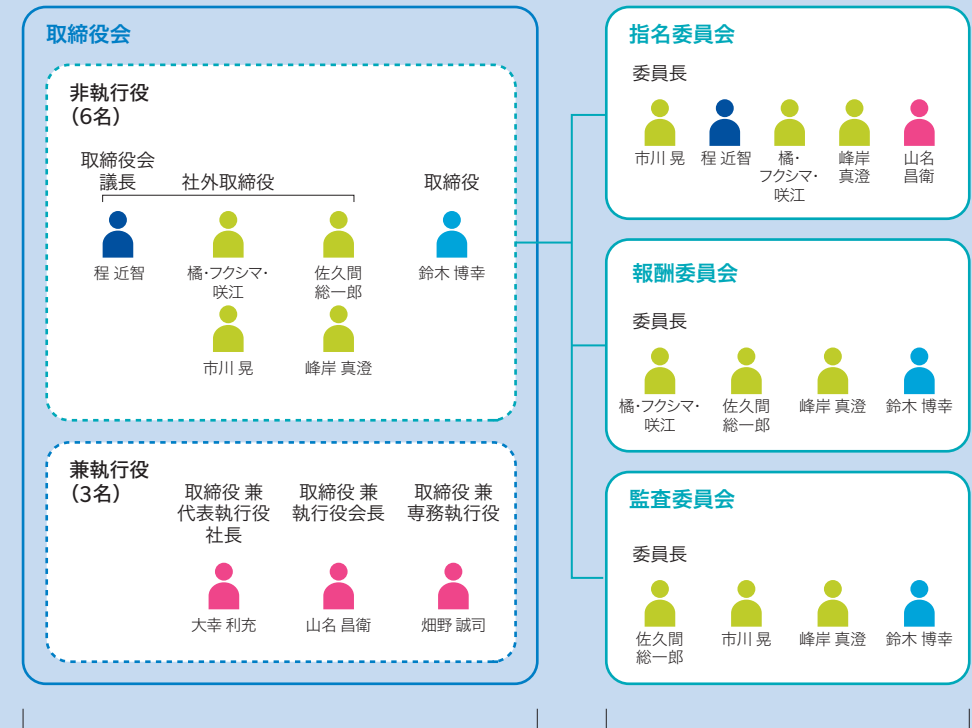 取締役会
非執行役
（6名）
取締役会
議長
社外取締役
取締役
程 近智
橘・フクシマ・
咲江
佐久間
総一郎
鈴木 博幸
市川 晃
峰岸 真澄
兼執行役
（3名）
取締役 兼
代表執行役
社長
取締役 兼
執行役会長
取締役 兼
専務執行役
大幸 利充
山名 昌衛
畑野 誠司
指名委員会
委員長
市川 晃
程 近智
橘・
フクシマ・
咲江
峰岸
真澄
山名
昌衛
報酬委員会
委員長
橘・フクシマ・
咲江
佐久間
総一郎
峰岸 真澄
鈴木 博幸
監査委員会
委員長
佐久間
総一郎
市川 晃
峰岸 真澄
鈴木 博幸